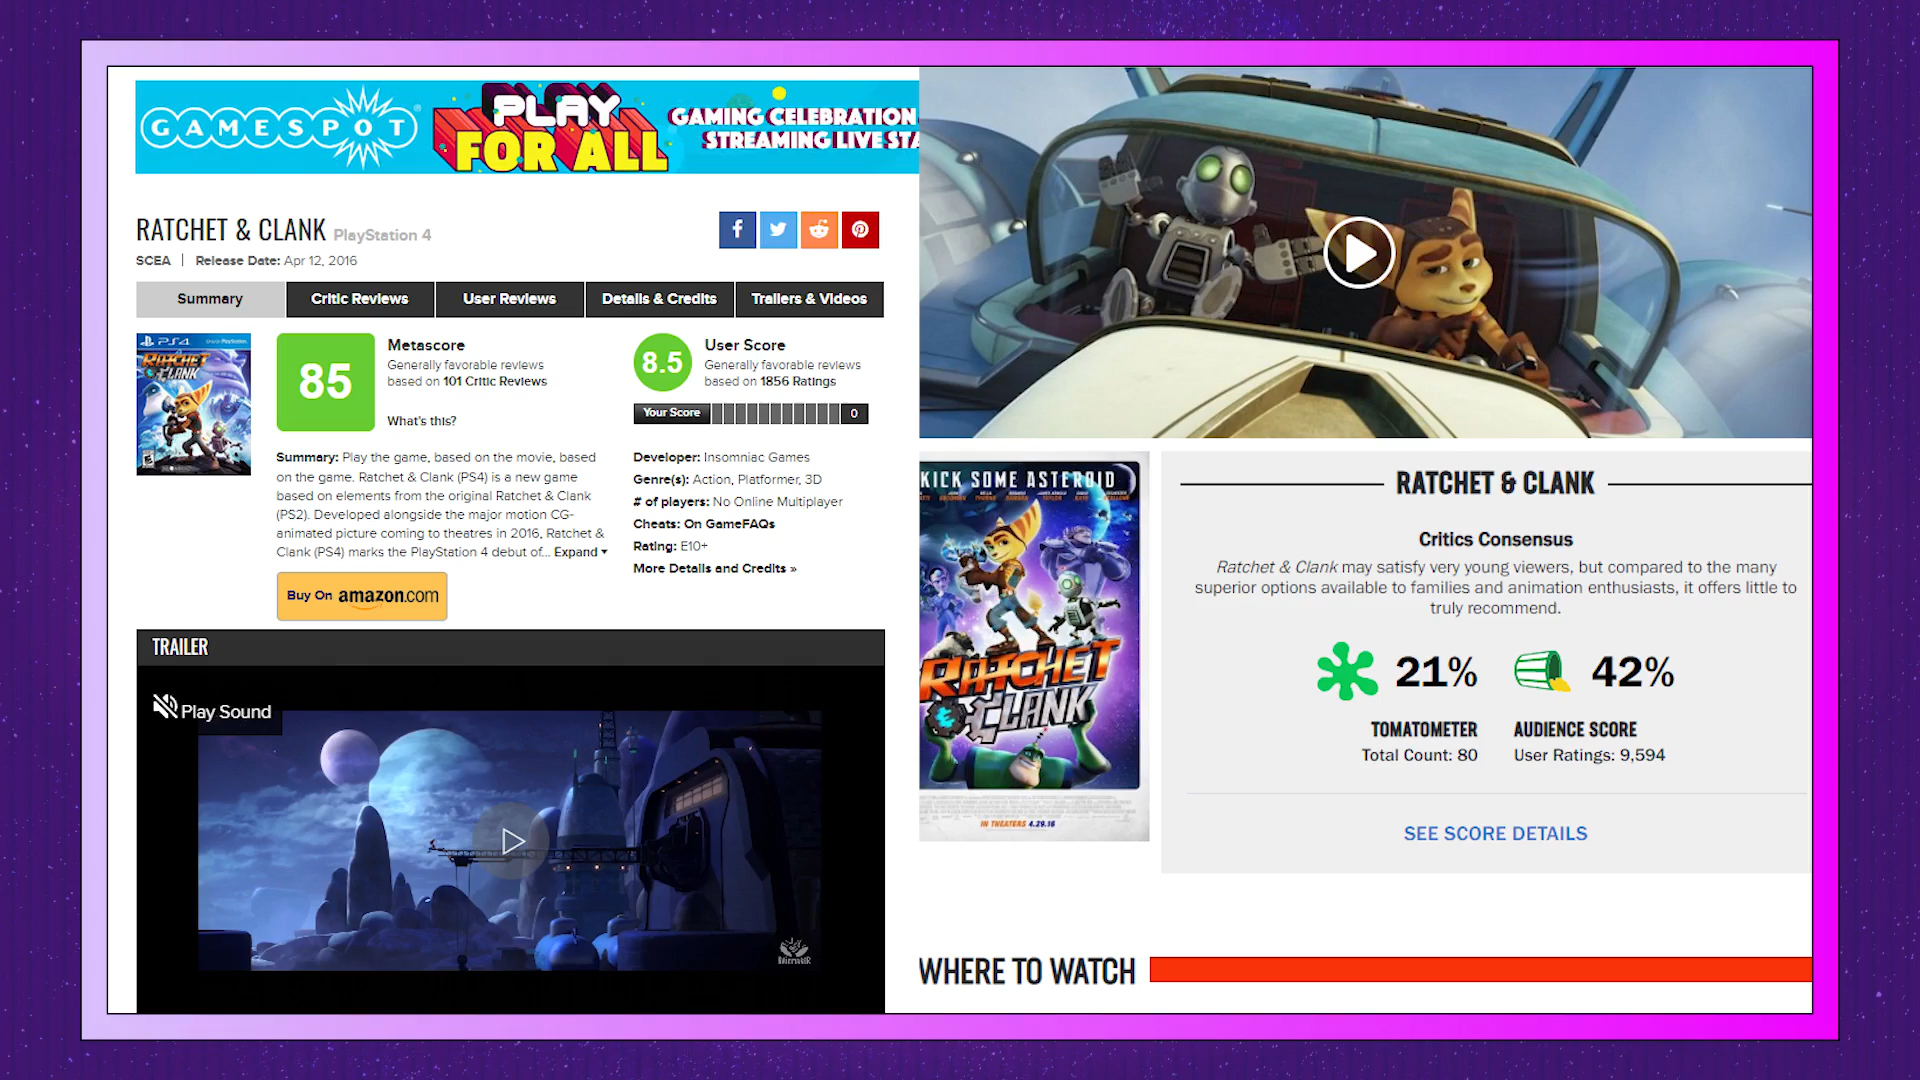 GAMESPOT
PLAY
FOR ALL
GAMING CELEBRATION
STREAMING LIVE STA
RATCHET & CLANK PlayStation 4
SCEA | Release Date: Apr 12, 2016
Summary
Critic Reviews
User Reviews
Details & Credits
Trailers & Videos
PS4
RATCHET
CLANK
85
Metascore
Generally favorable reviews
based on 101 Critic Reviews
What's this?
8.5
User Score
Generally favorable reviews
based on 1856 Ratings
Your Score
0
Summary: Play the game, based on the movie, based
on the game. Ratchet & Clank (PS4) is a new game
based on elements from the original Ratchet & Clank
(PS2). Developed alongside the major motion CG-
animated picture coming to theatres in 2016, Ratchet &
Clank (PS4) marks the PlayStation 4 debut of... Expand
Developer: Insomniac Games
Genre(s): Action, Platformer, 3D
# of players: No Online Multiplayer
Cheats: On GameFAQs
Rating: E10+
More Details and Credits »
Buy On amazon.com
TRAILER
Play Sound
KICK SOME ASTEROID
RATCHET
& CLANK
IN THEATERS 4.29.16
RATCHET & CLANK
Critics Consensus
Ratchet & Clank may satisfy very young viewers, but compared to the many
superior options available to families and animation enthusiasts, it offers little to
truly recommend.
21%
42%
TOMATOMETER
AUDIENCE SCORE
Total Count: 80
User Ratings: 9,594
SEE SCORE DETAILS
WHERE TO WATCH